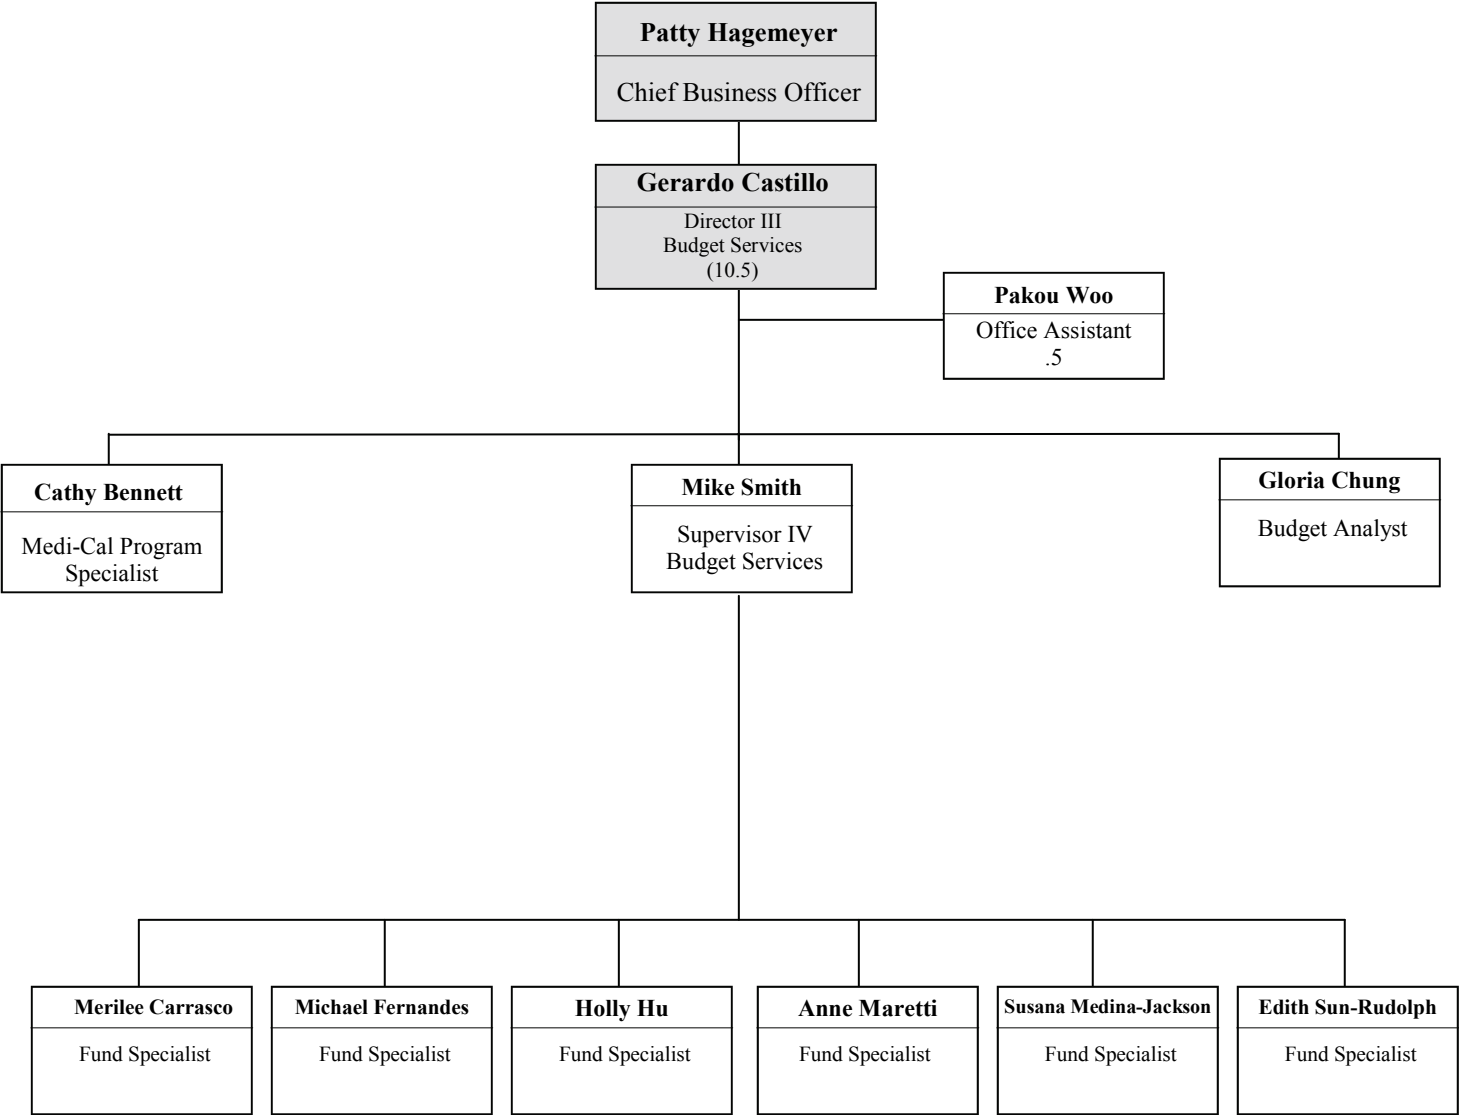 Patty Hagemeyer
Chief Business Officer
Gerardo Castillo
Director III
Budget Services
(10.5)
Pakou Woo
Office Assistant
.5
Cathy Bennett
Medi-Cal Program
Specialist
Mike Smith
Supervisor IV
Budget Services
Gloria Chung
Budget Analyst
Merilee Carrasco
Fund Specialist
Michael Fernandes
Fund Specialist
Holly Hu
Fund Specialist
Anne Maretti
Fund Specialist
Susana Medina-Jackson
Fund Specialist
Edith Sun-Rudolph
Fund Specialist